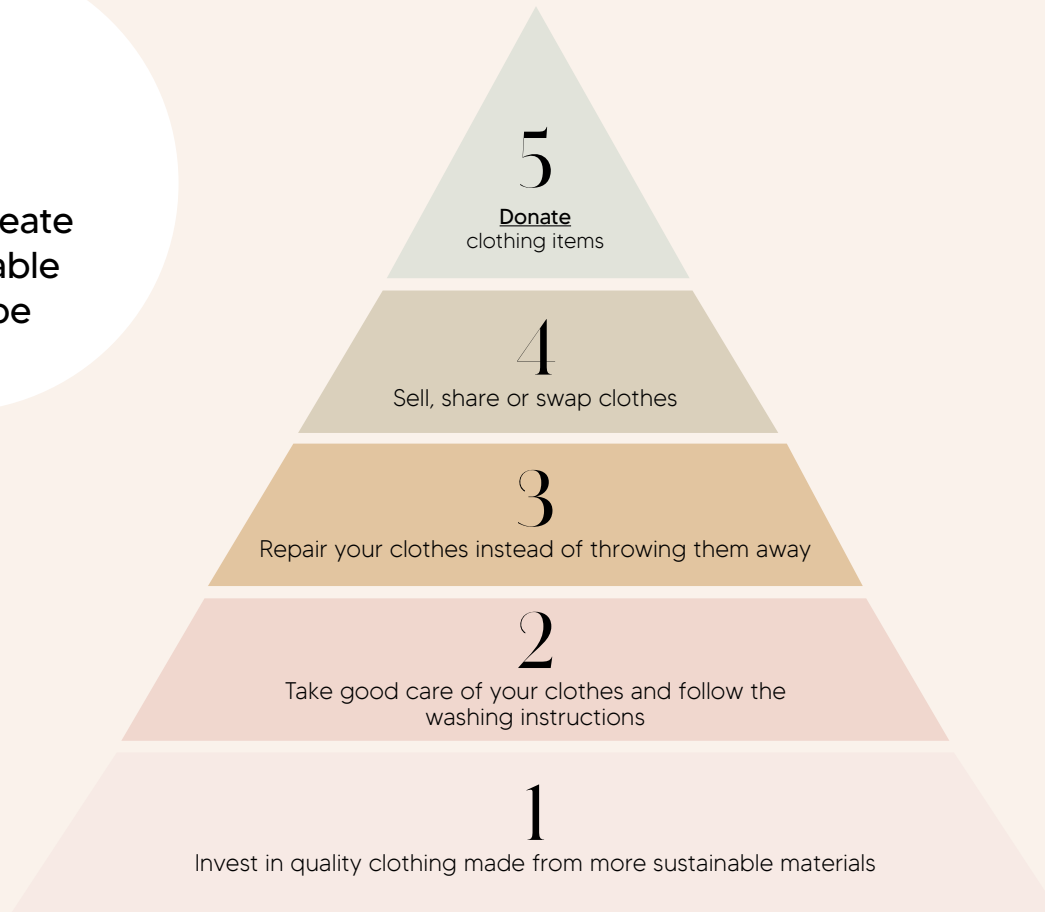 eate
able
be
5
Donate
clothing items
4
Sell, share or swap clothes
3
Repair your clothes instead of throwing them away
2
Take good care of your clothes and follow the
washing instructions
1
Invest in quality clothing made from more sustainable materials